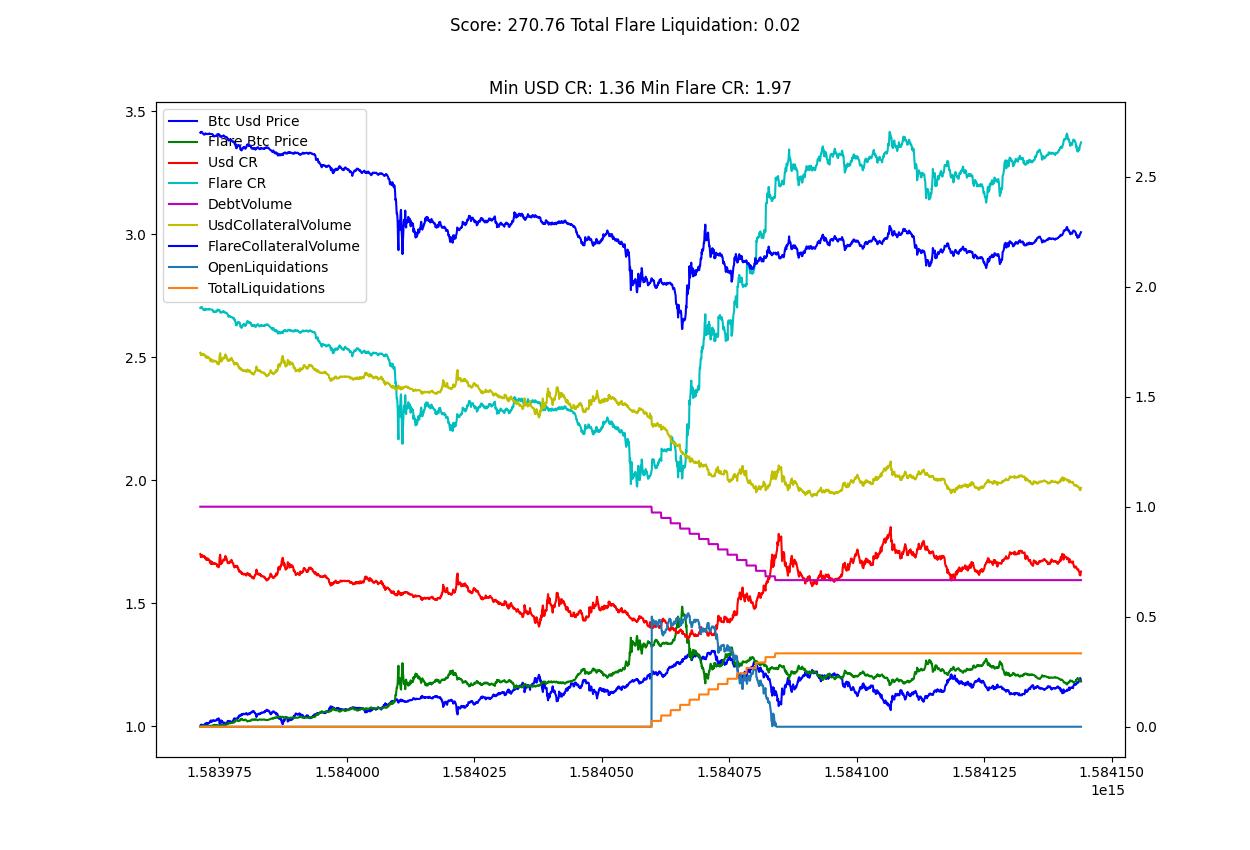 Score: 270.76 Total Flare Liquidation: 0.02
Min USD CR: 1.36 Min Flare CR: 1.97
Btc Usd Price
Flare Btc Price
Usd CR
Flare CR
DebtVolume
UsdCollateralVolume
FlareCollateralVolume
OpenLiquidations
TotalLiquidations
3.5
3.0
2.5
2.0
1.5
1.0
2.5
2.0
1.5
1.0
0.5
0.0
1.583975 1.584000 1.584025 1.584050 1.584075 1.584100 1.584125 1.584150
1e15